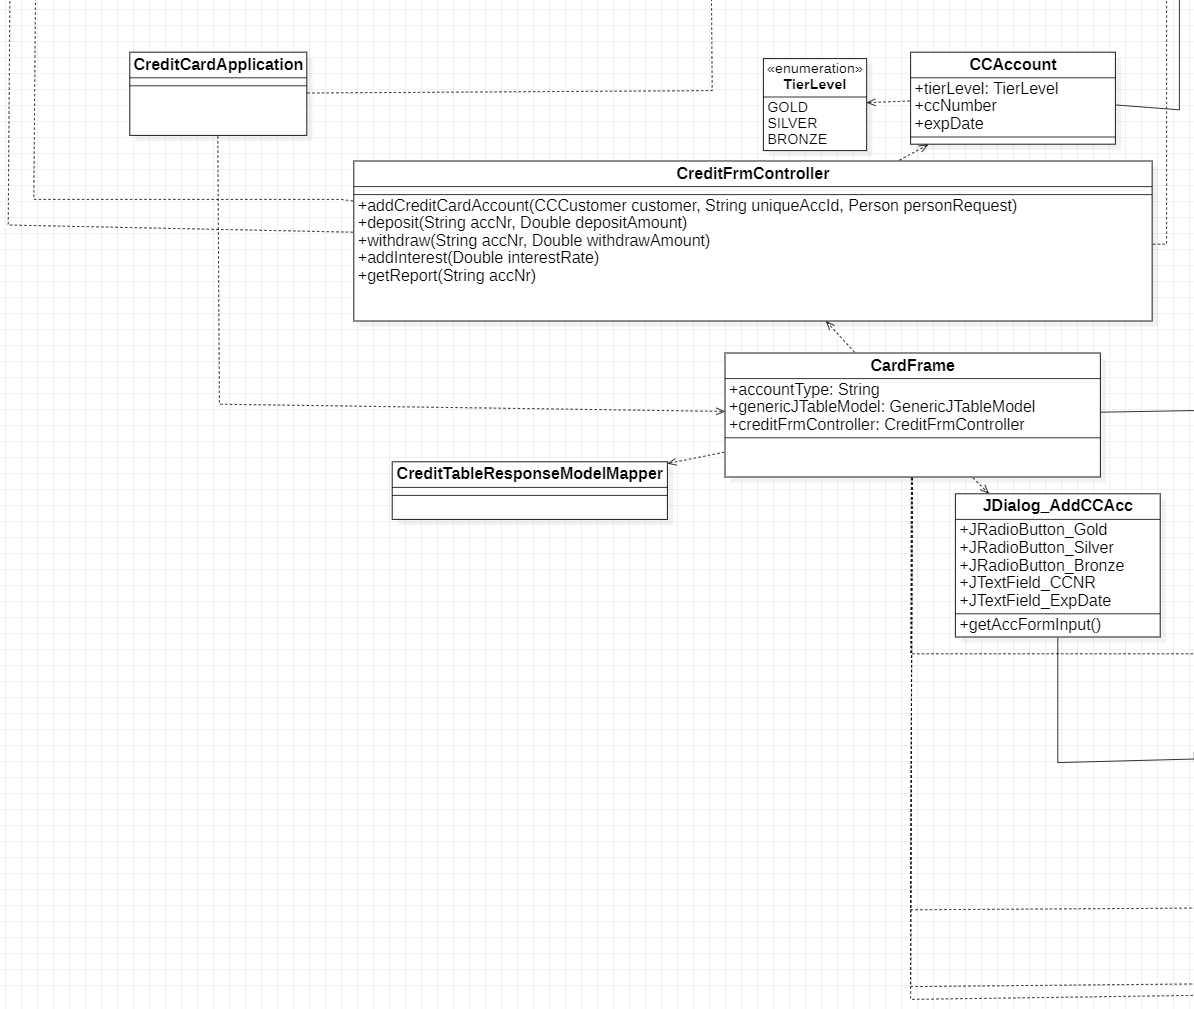 CreditCardApplication
«enumeration»
TierLevel
GOLD
SILVER
BRONZE
CCAccount
+tierLevel: TierLevel
+ccNumber
+expDate
CreditFrmController
+addCreditCardAccount(CCCustomer customer, String uniqueAccId, Person personRequest)
+deposit(String accNr, Double depositAmount)
+withdraw(String accNr, Double withdrawAmount)
+addInterest(Double interestRate)
+getReport(String accNr)
CardFrame
+accountType: String
+genericJTableModel: GenericJTableModel
+creditFrmController: CreditFrmController
CreditTableResponseModelMapper
JDialog_AddCCAcc
+JRadioButton_Gold
+JRadioButton_Silver
+JRadioButton_Bronze
+JTextField_CCNR
+JTextField_ExpDate
+getAccFormInput()